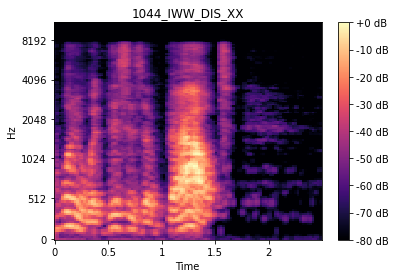 1044_IWW_DIS_XX
+0 dB
8192
-10 dB
4096
-20 dB
-30 dB
Hz
2048
-40 dB
1024
-50 dB
512
-60 dB
-70 dB
0
-80 dB
0 0.5 1 1.5 2
Time